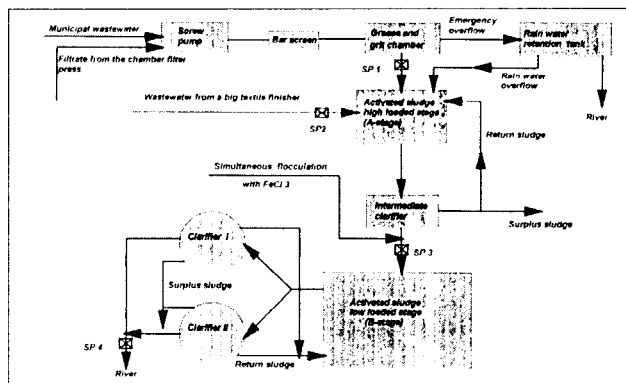 Municipal wastewater
Screw
pump
Bar screen
Grease and
grit chamber
Emergency
overflow
Rain water
retention tank
Filtrate from the chamber filter
press
SP 1
Rain water
overflow
River
Wastewater from a big textile finisher
SP2
Activated sludge
high loaded stage
(A-stage)
Return sludge
Simultaneous flocculation
with FeCl 3
Intermediate
clarifier
Surplus sludge
SP 3
Clarifier I
Surplus sludge
Clarifier II
Activated sludge
low loaded stage
(B-stage)
SP 4
River
Return sludge